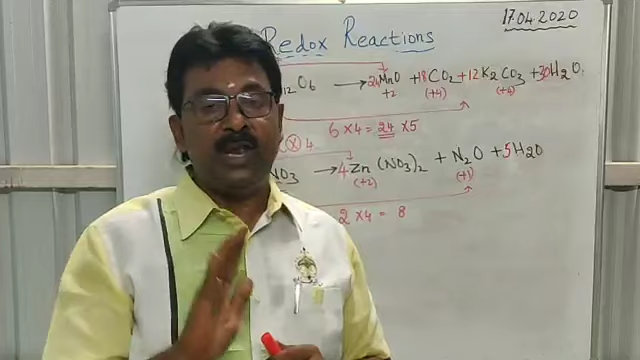 17.04.2020
Redox Reactions
12O6 → 24MnO + 18CO2 + 12K2CO3 + 30H2O
+2 (+4) (+4)
(×)4 6×4 = 24 ×5
NO3 → 4Zn(NO3)2 + N2O + 5H2O
(+2) (+1)
2×4 = 8